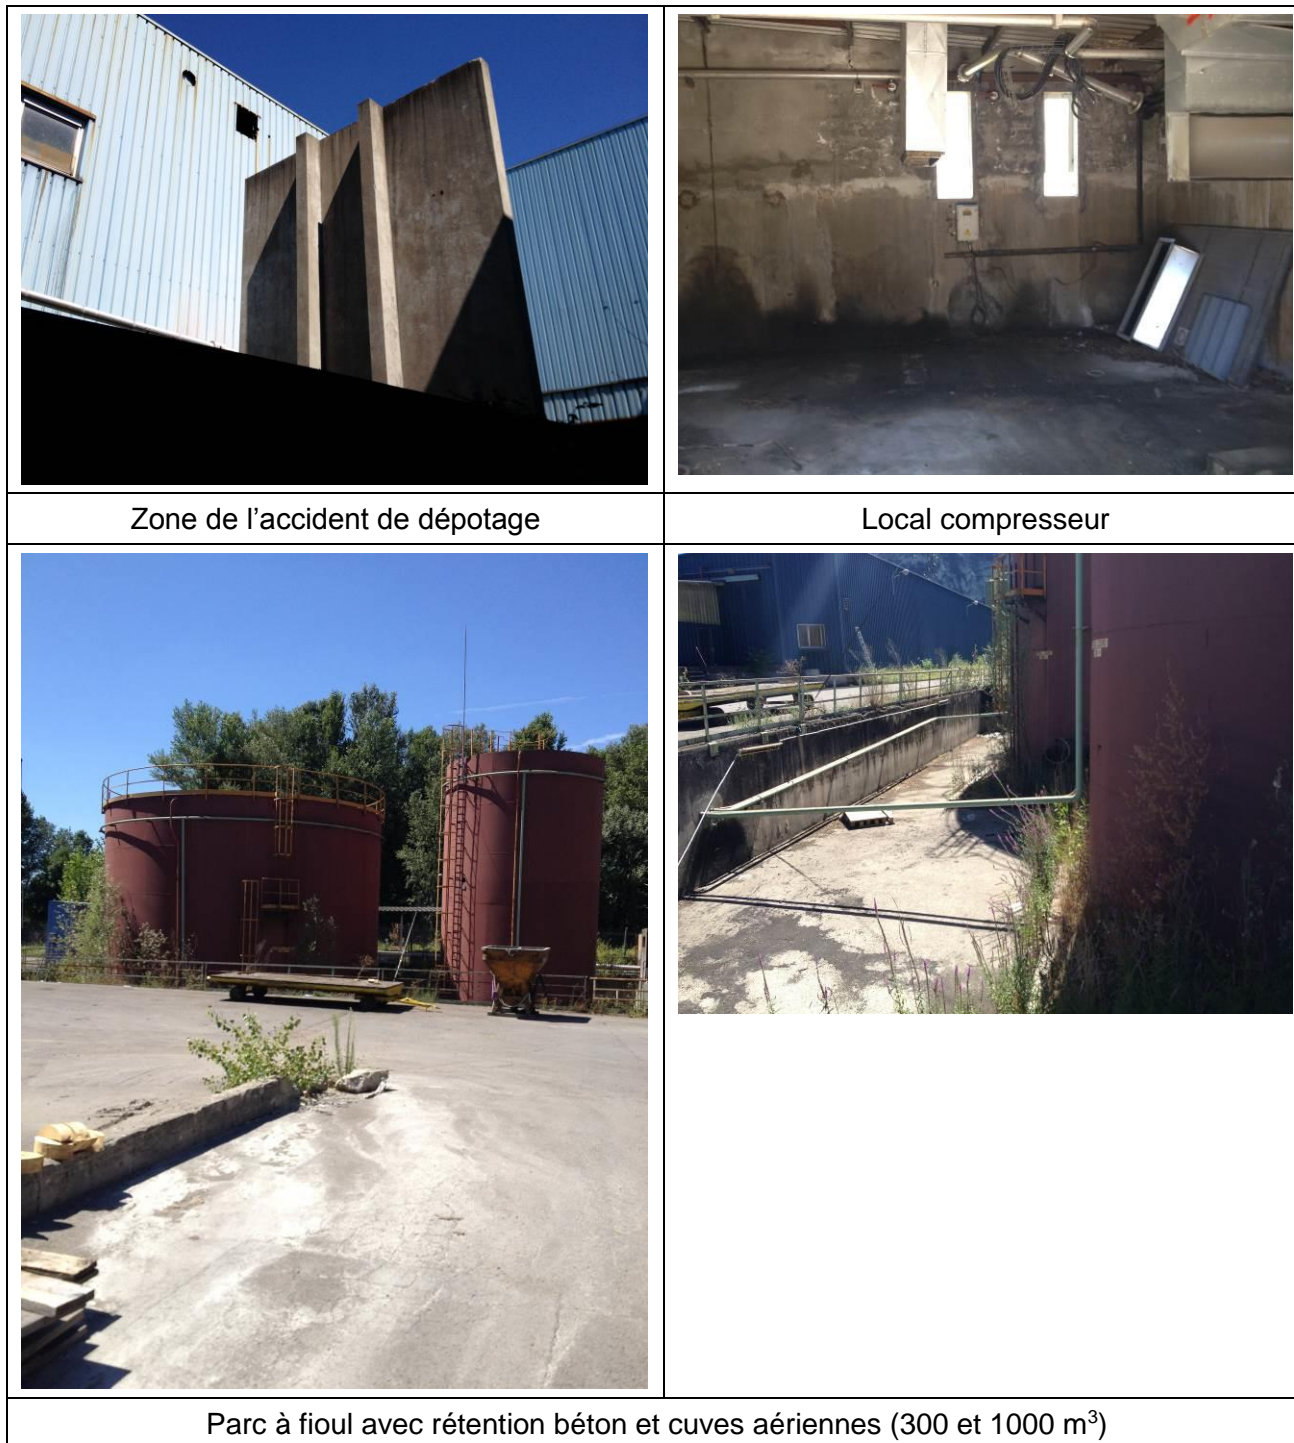 Zone de l’accident de dépotage
Local compresseur
Parc à fioul avec rétention béton et cuves aériennes (300 et 1000 m³)